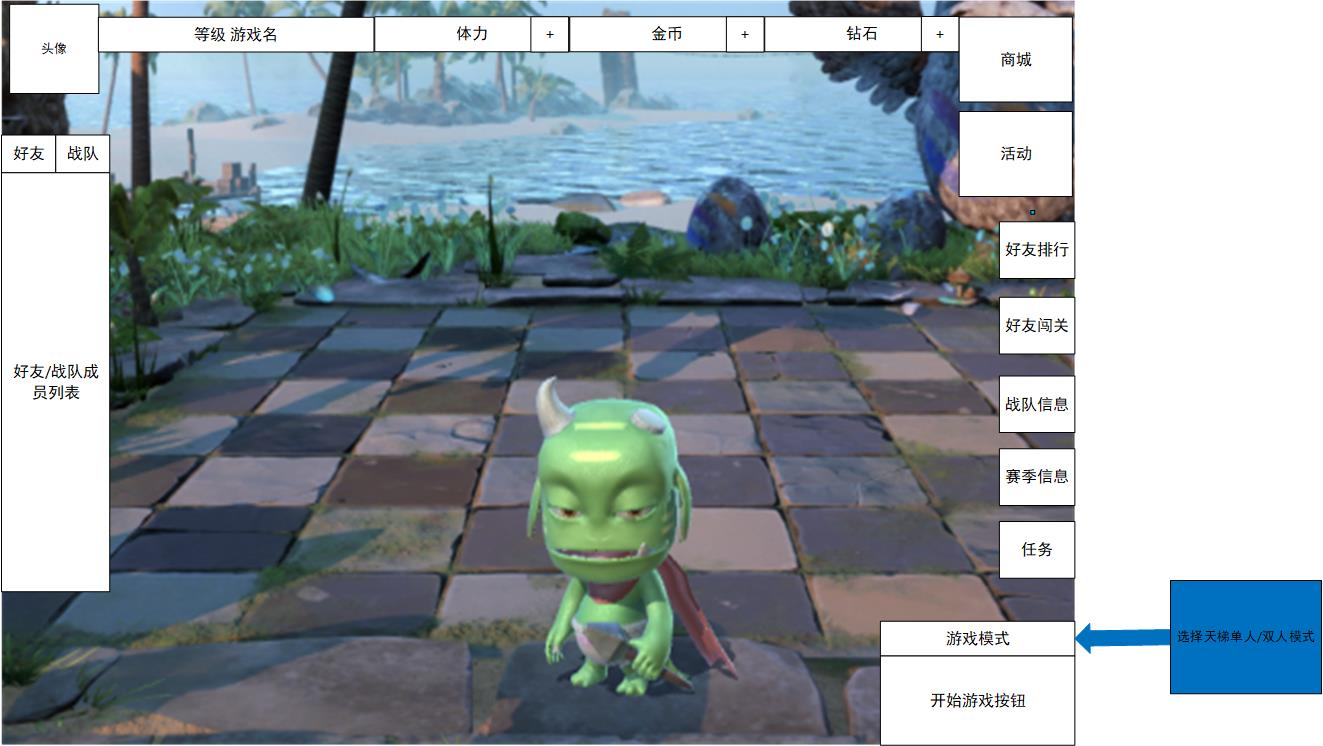 头像
等级 游戏名
体力
+
金币
+
钻石
+
商城
活动
好友
战队
好友/战队成
员列表
好友排行
好友闯关
战队信息
赛季信息
任务
游戏模式
开始游戏按钮
选择天梯单人/双人模式